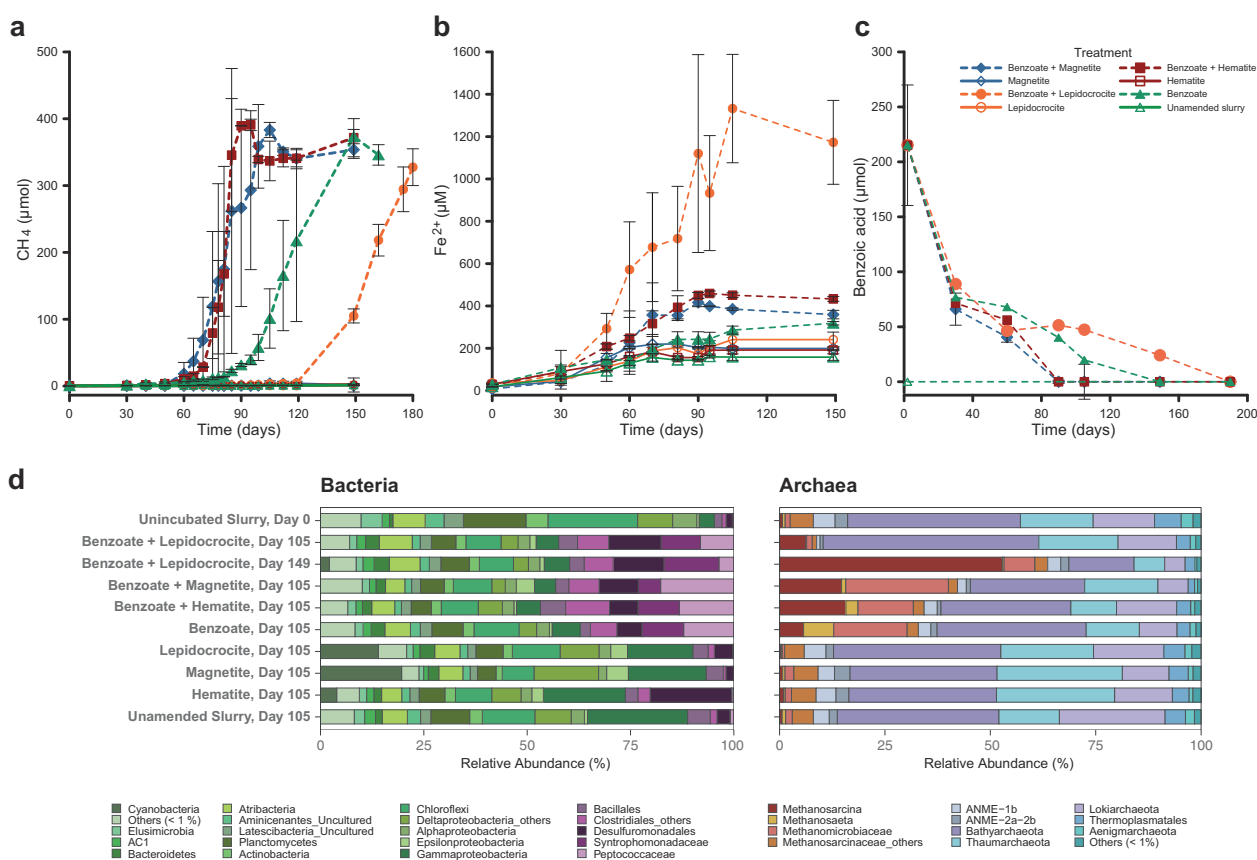 a
CH4 (µmol)
500
400
300
200
100
0
0 30 60 90 120 150 180
Time (days)
b
Fe2+ (µM)
1600
1400
1200
1000
800
600
400
200
0
0 30 60 90 120 150
Time (days)
c
Benzoic acid (µmol)
300
250
200
150
100
50
0
0 40 80 120 160 200
Time (days)
Treatment
Benzoate + Magnetite
Magnetite
Benzoate + Lepidocrocite
Lepidocrocite
Benzoate + Hematite
Hematite
Benzoate
Unamended slurry
d
Bacteria
Archaea
Unincubated Slurry, Day 0
Benzoate + Lepidocrocite, Day 105
Benzoate + Lepidocrocite, Day 149
Benzoate + Magnetite, Day 105
Benzoate + Hematite, Day 105
Benzoate, Day 105
Lepidocrocite, Day 105
Magnetite, Day 105
Hematite, Day 105
Unamended Slurry, Day 105
0 25 50 75 100
Relative Abundance (%)
0 25 50 75 100
Relative Abundance (%)
Cyanobacteria
Others (< 1 %)
Elusimicrobia
AC1
Bacteroidetes
Atribacteria
Aminicenantes_Uncultured
Latescibacteria_Uncultured
Planctomycetes
Actinobacteria
Chloroflexi
Deltaproteobacteria_others
Alphaproteobacteria
Epsilonproteobacteria
Gammaproteobacteria
Bacillales
Clostridiales_others
Desulfuromonadales
Syntrophomonadaceae
Peptococcaceae
Methanosarcina
Methanosaeta
Methanomicrobiaceae
Methanosarcinaceae_others
ANME−1b
ANME−2a−2b
Bathyarchaeota
Thaumarchaeota
Lokiarchaeota
Thermoplasmatales
Aenigmarchaeota
Others (< 1%)